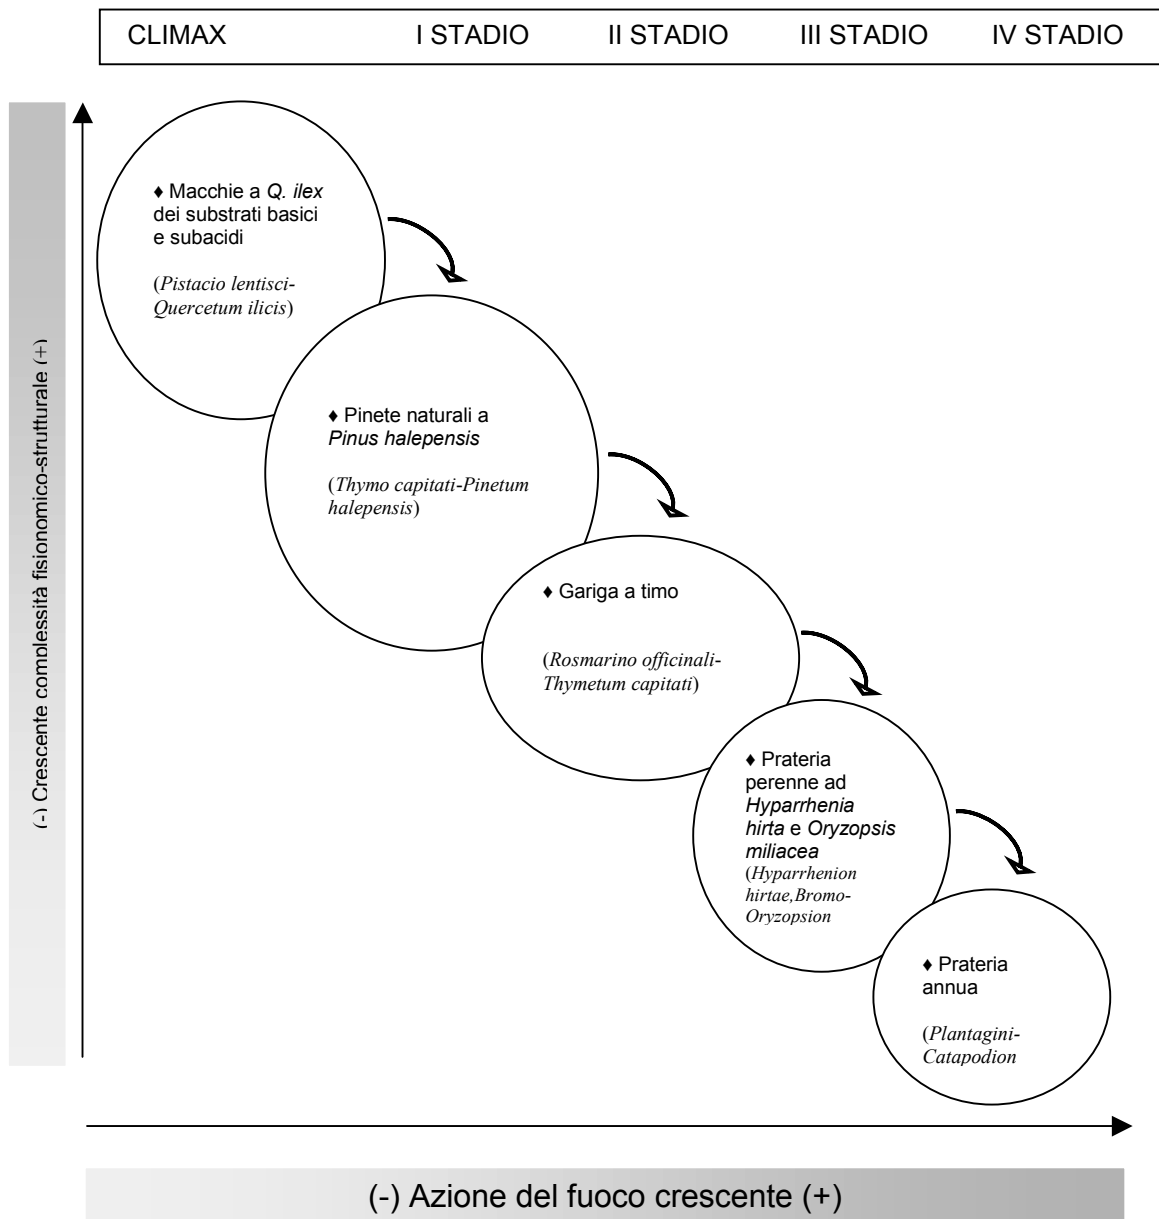 CLIMAX I STADIO II STADIO III STADIO IV STADIO
(-) Crescente complessità fisionomico-strutturale (+)
♦ Macchie a Q. ilex
dei substrati basici
e subacidi
(Pistacio lentisci-
Quercetum ilicis)
♦ Pinete naturali a
Pinus halepensis
(Thymo capitati-Pinetum
halepensis)
♦ Gariga a timo
(Rosmarino officinali-
Thymetum capitati)
♦ Prateria
perenne ad
Hyparrhenia
hirta e Oryzopsis
miliacea
(Hyparrhenion
hirtae,Bromo-
Oryzopsion
♦ Prateria
annua
(Plantagini-
Catapodion
(-) Azione del fuoco crescente (+)